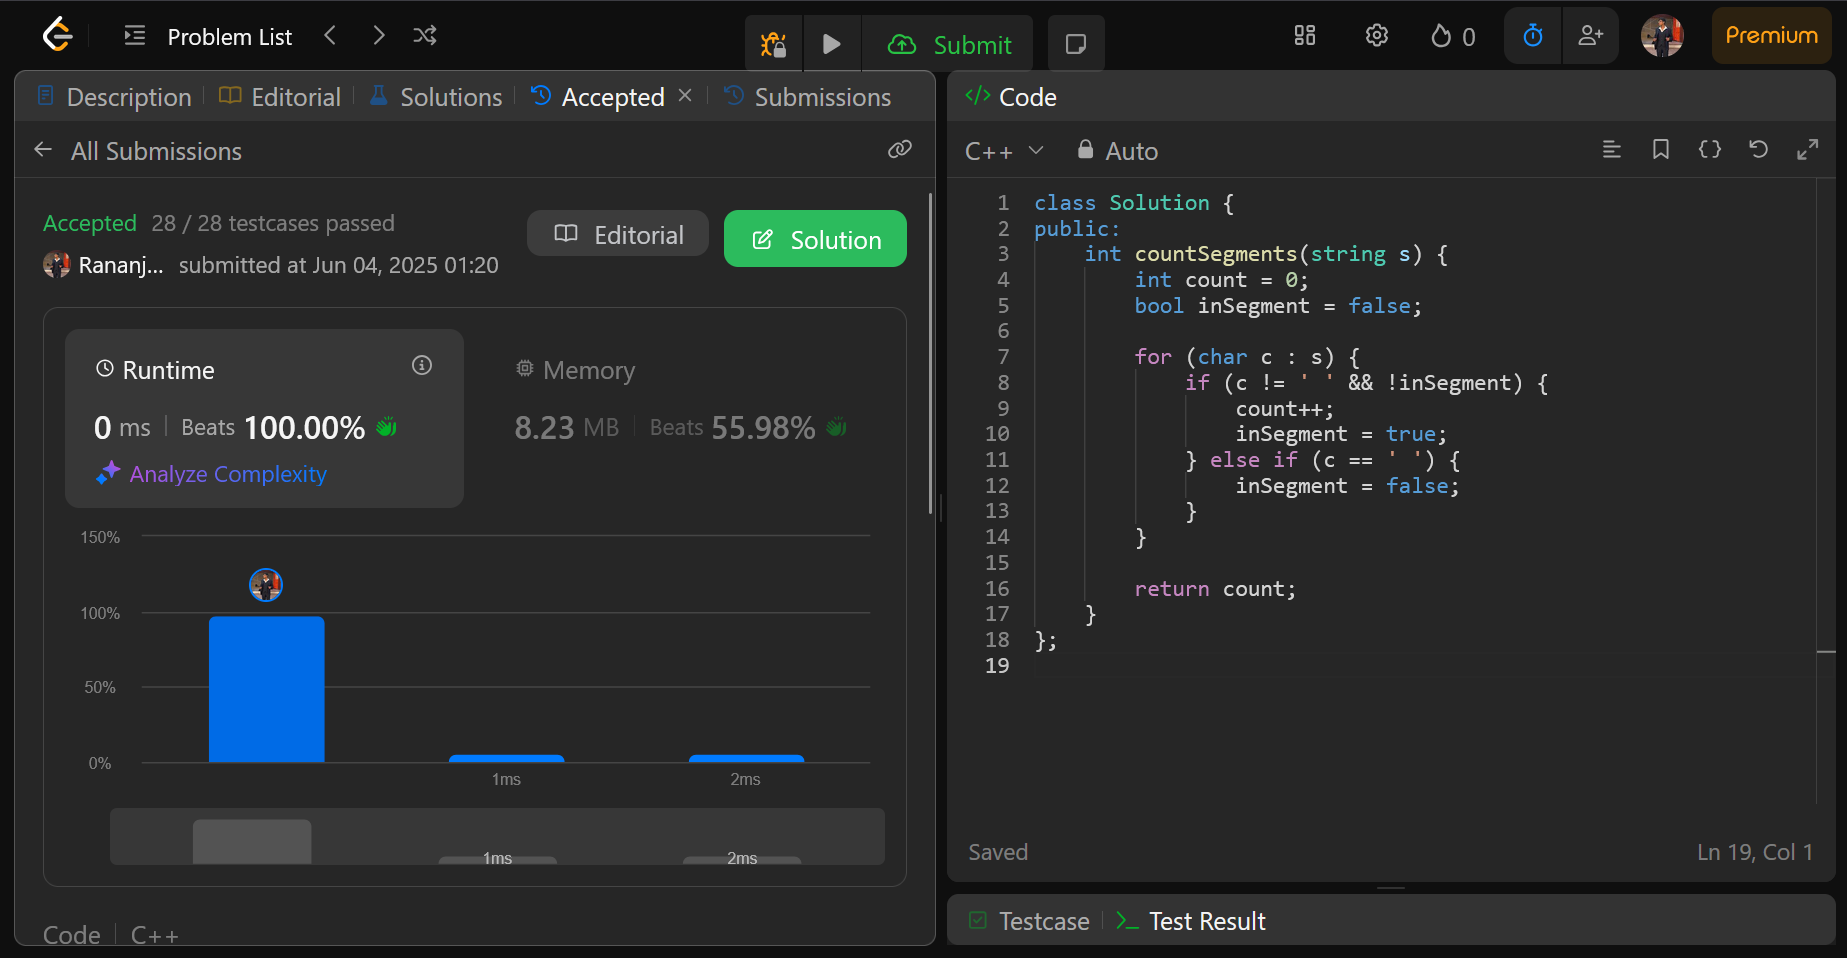 Problem List
Submit
0
Premium
Description
Editorial
Solutions
Accepted
Submissions
All Submissions
Accepted 28 / 28 testcases passed
Rananj... submitted at Jun 04, 2025 01:20
Editorial
Solution
Runtime
0 ms Beats 100.00%
Analyze Complexity
Memory
8.23 MB Beats 55.98%
150%
100%
50%
0%
1ms
2ms
1ms
2ms
Code C++
</> Code
C++ Auto
1 class Solution {
2 public:
3     int countSegments(string s) {
4         int count = 0;
5         bool inSegment = false;
6
7         for (char c : s) {
8             if (c != ' ' && !inSegment) {
9                 count++;
10                 inSegment = true;
11             } else if (c == ' ') {
12                 inSegment = false;
13             }
14         }
15
16         return count;
17     }
18 };
19
Saved
Ln 19, Col 1
Testcase
>_ Test Result